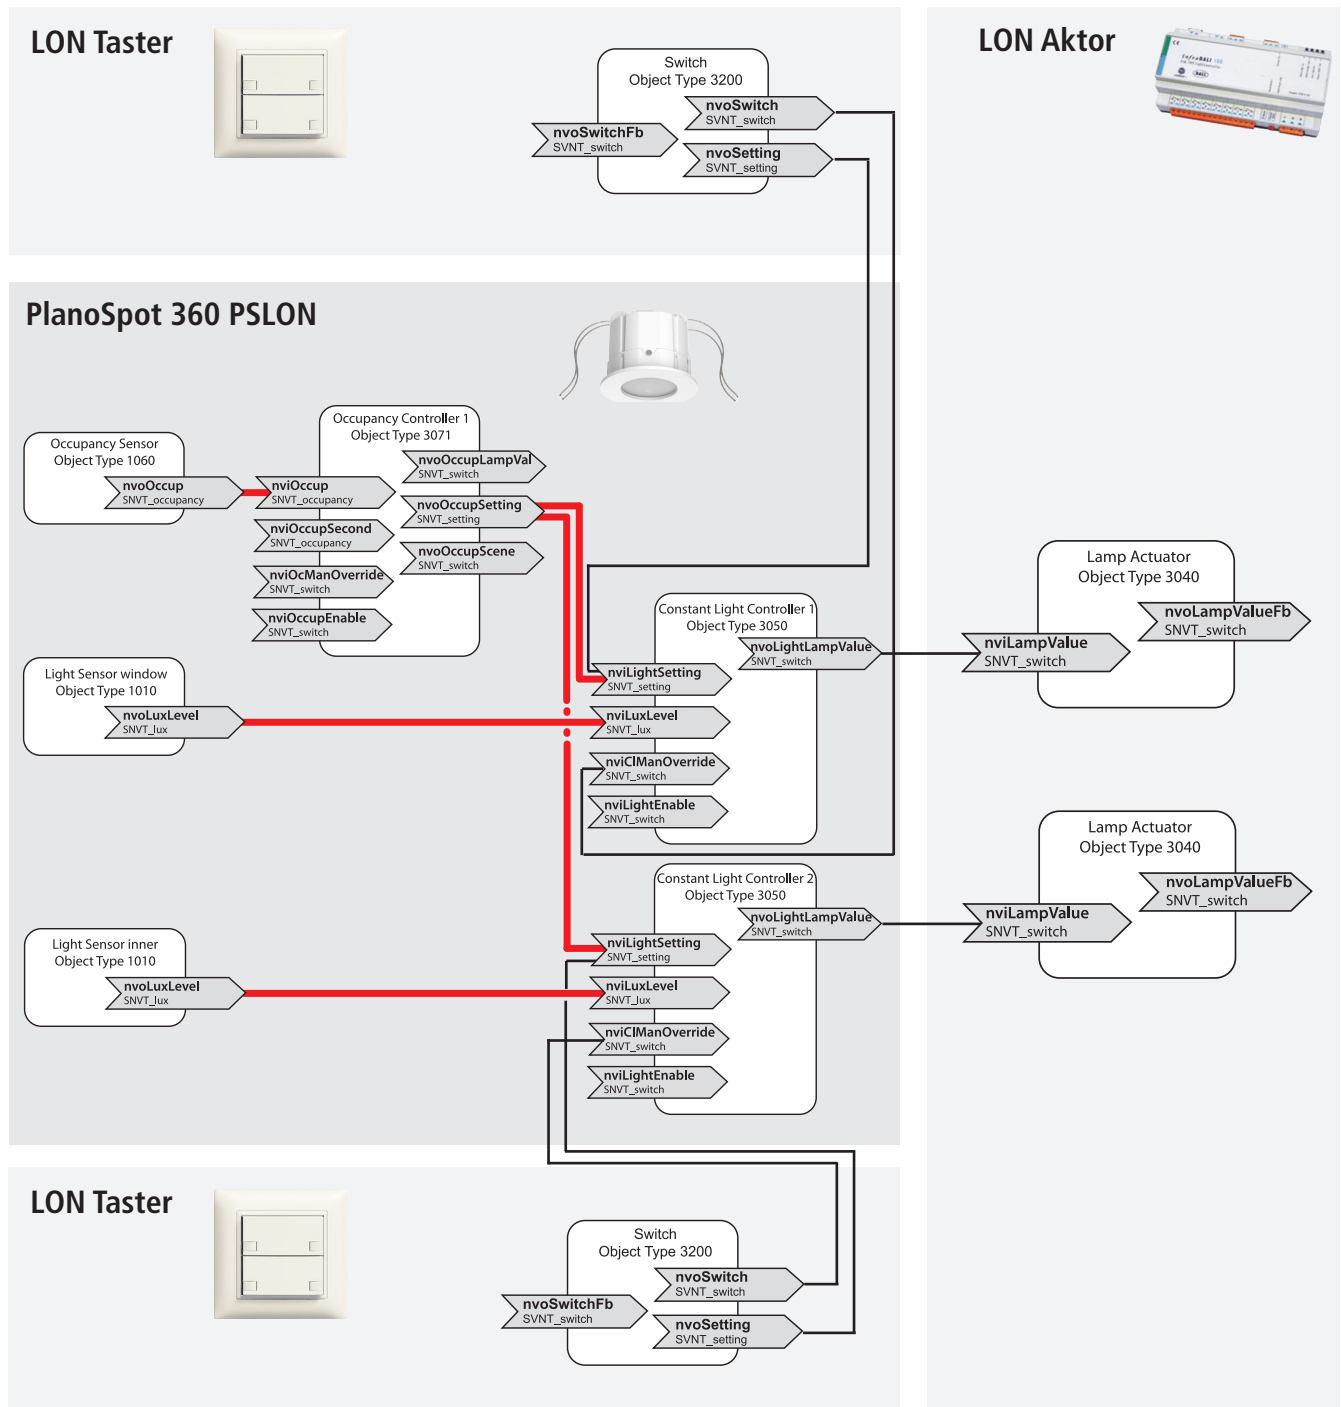 LON Taster
Switch
Object Type 3200
nvoSwitch
SVNT_switch
nvoSwitchFb
SVNT_switch
nvoSetting
SVNT_setting
LON Aktor
PlanoSpot 360 PSLON
Occupancy Sensor
Object Type 1060
nvoOccup
SNVT_occupancy
Occupancy Controller 1
Object Type 3071
nvoOccupLampVal
SNVT_switch
nviOccup
SNVT_occupancy
nvoOccupSetting
SNVT_setting
nviOccupSecond
SNVT_occupancy
nvoOccupScene
SNVT_switch
nviOcManOverride
SNVT_switch
nviOccupEnable
SNVT_switch
Light Sensor window
Object Type 1010
nvoLuxLevel
SNVT_lux
Constant Light Controller 1
Object Type 3050
nvoLightLampValue
SNVT_switch
nviLightSetting
SNVT_setting
nviLuxLevel
SNVT_lux
nviClManOverride
SNVT_switch
nviLightEnable
SNVT_switch
Lamp Actuator
Object Type 3040
nvoLampValueFb
SNVT_switch
nviLampValue
SNVT_switch
Light Sensor inner
Object Type 1010
nvoLuxLevel
SNVT_lux
Constant Light Controller 2
Object Type 3050
nvoLightLampValue
SNVT_switch
nviLightSetting
SNVT_setting
nviLuxLevel
SNVT_lux
nviClManOverride
SNVT_switch
nviLightEnable
SNVT_switch
Lamp Actuator
Object Type 3040
nvoLampValueFb
SNVT_switch
nviLampValue
SNVT_switch
LON Taster
Switch
Object Type 3200
nvoSwitch
SVNT_switch
nvoSwitchFb
SVNT_switch
nvoSetting
SVNT_setting